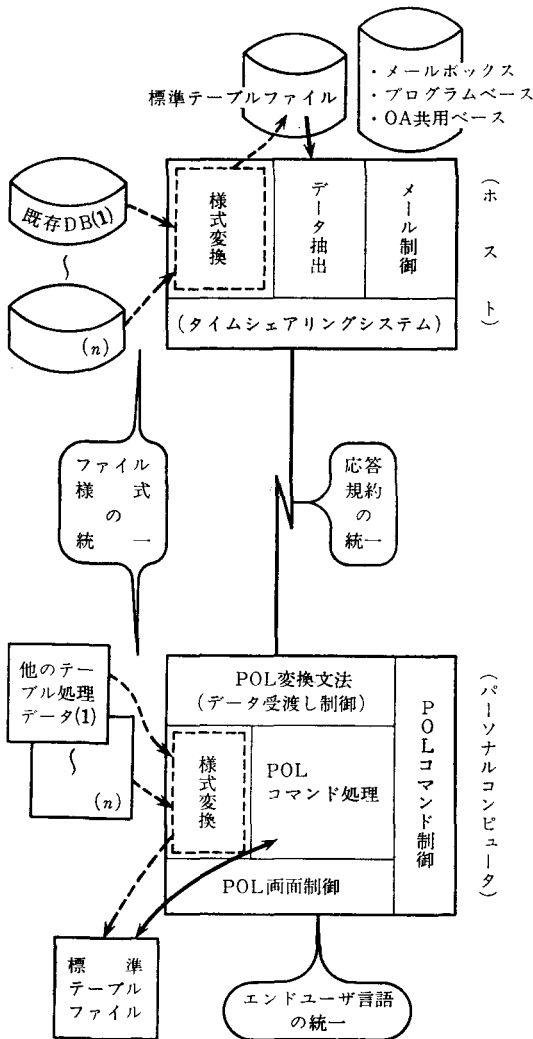 標準テーブルファイル
・メールボックス
・プログラムベース
・OA共用ベース
既存DB(1)
(n)
様式変換
データ抽出
メール制御
(タイムシェアリングシステム)
(ホスト)
ファイル
様式
の
統一
応答
規約
の
統一
他のテー
ブル処理
データ(1)
(n)
POL変換文法
(データ受渡し制御)
様式変換
POL
コマンド処理
POLコマンド制御
POL画面制御
(パーソナルコンピュータ)
標準
テーブル
ファイル
エンドユーザ言語
の統一